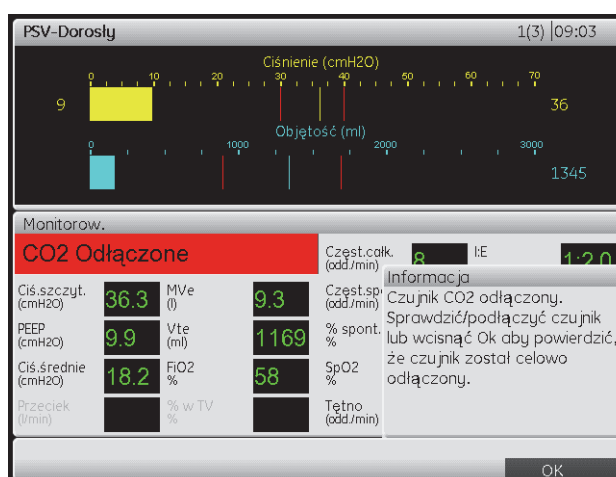 PSV-Dorosły 1(3) |09:03
Ciśnienie (cmH2O)
0 10 20 30 40 50 60 70
9 36
Objętość (ml)
0 1000 2000 3000
1345
Monitorow.
CO2 Odłączone
Częst.całk. (odd./min) 8 I:E 1:2.0
Ciś.szczyt. (cmH2O) 36.3 MVe (l) 9.3 Częst.spo (odd./min)
PEEP (cmH2O) 9.9 Vte (ml) 1169 % spont. %
Ciś.średnie (cmH2O) 18.2 FiO2 % 58 SpO2 %
Przeciek (l/min) % w TV % Tętno (odd./min)
Informacja
Czujnik CO2 odłączony.
Sprawdzić/podłączyć czujnik
lub wcisnąć Ok aby powierdzić,
że czujnik został celowo
odłączony.
OK